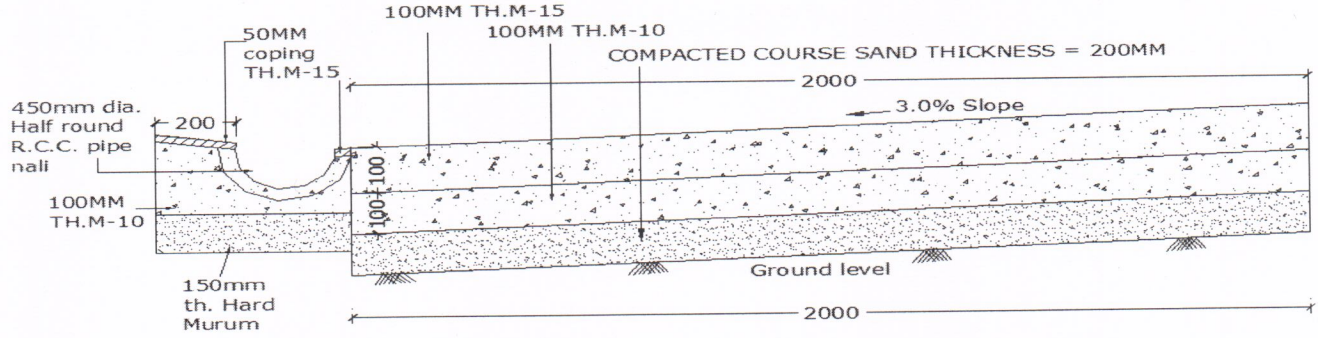 100MM TH.M-15
100MM TH.M-10
COMPACTED COURSE SAND THICKNESS = 200MM
50MM
coping
TH.M-15
2000
450mm dia.
Half round
R.C.C. pipe
nali
200
3.0% Slope
100
100
100MM
TH.M-10
Ground level
150mm
th. Hard
Murum
2000